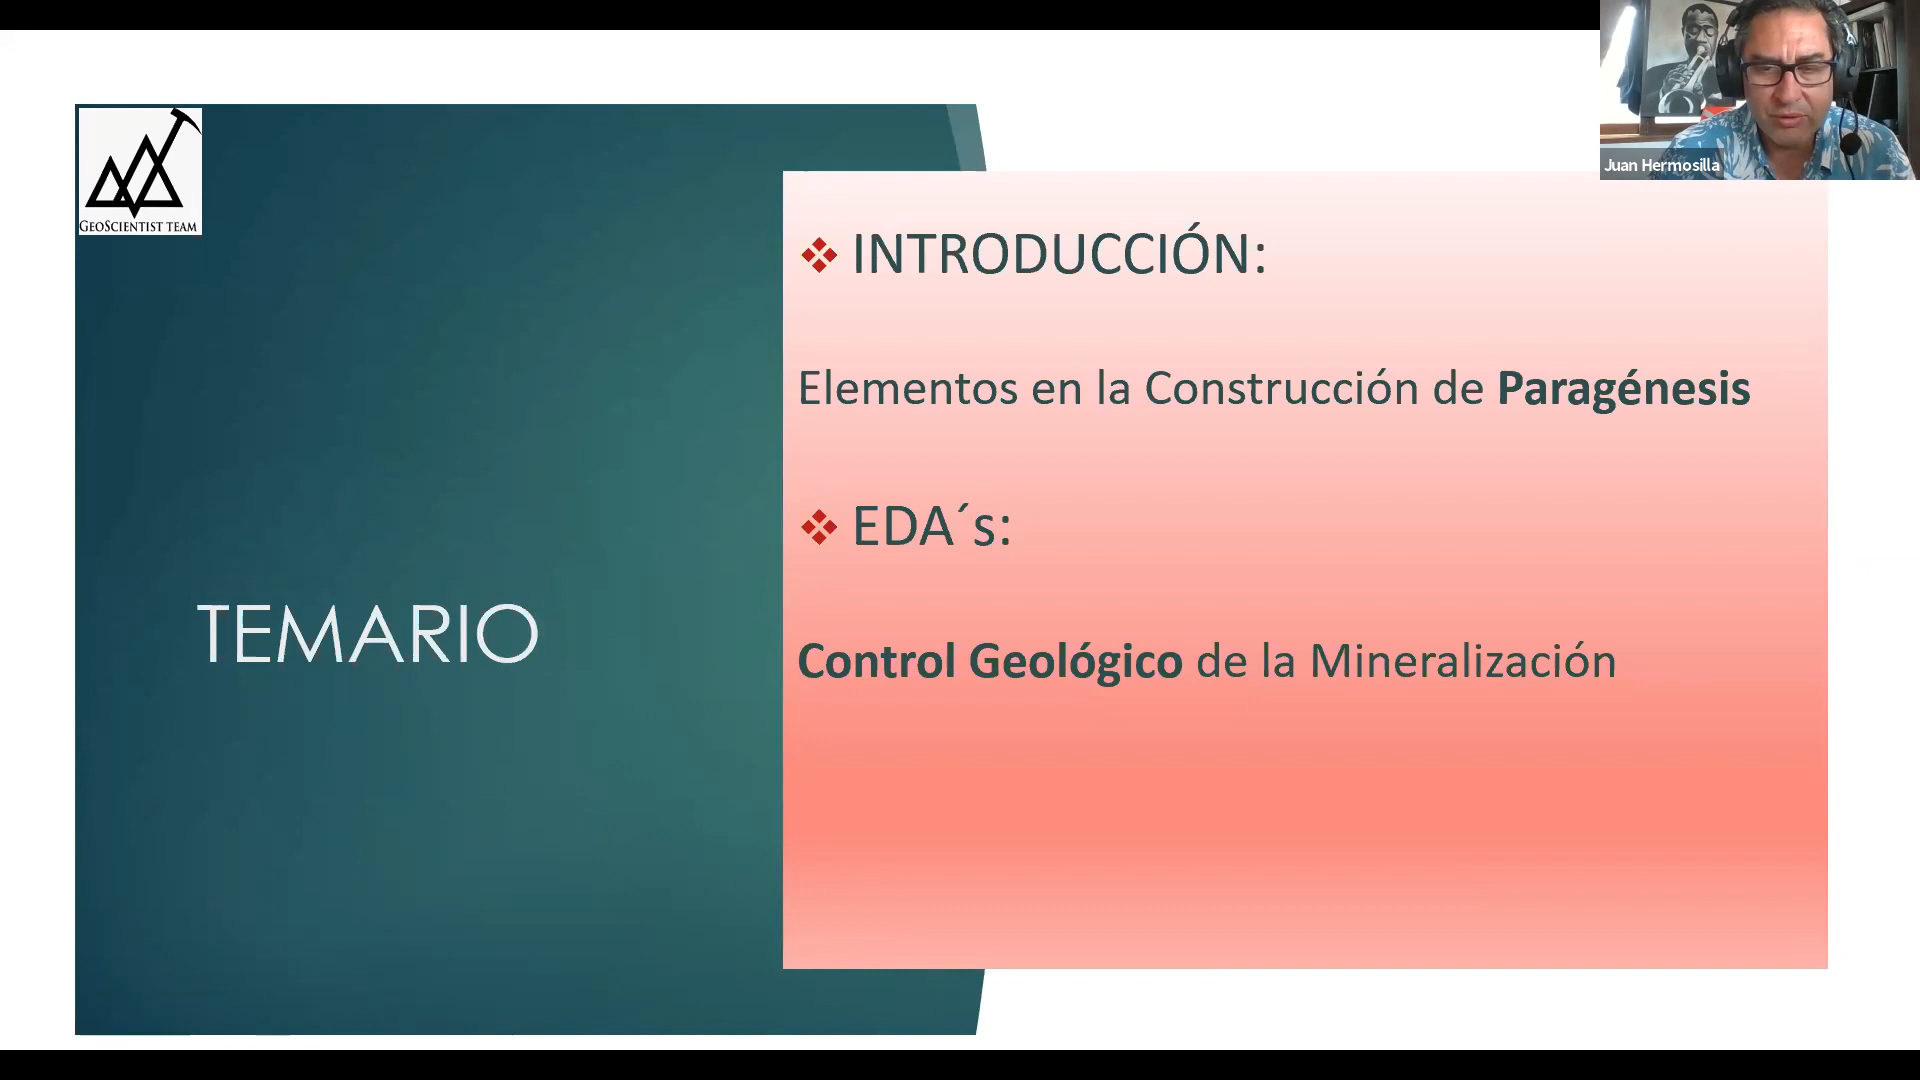 GEOSCIENTIST TEAM
TEMARIO
INTRODUCCIÓN:
Elementos en la Construcción de Paragénesis
EDA´s:
Control Geológico de la Mineralización
Juan Hermosilla